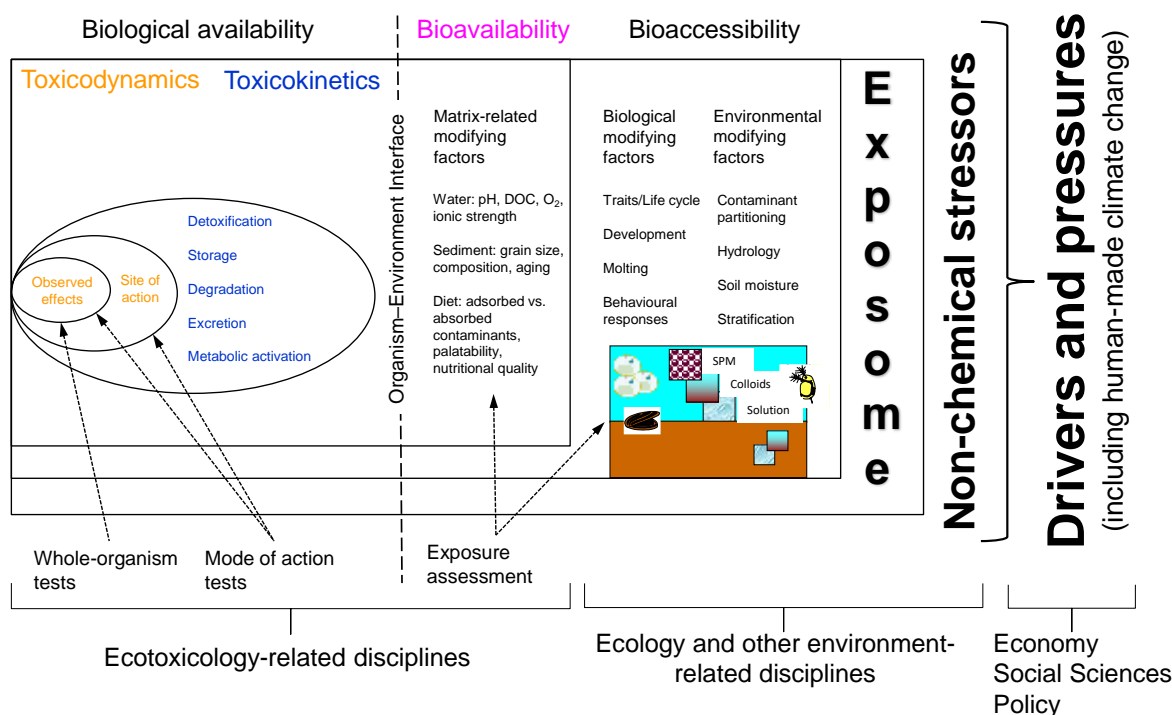 Biological availability
Bioavailability
Bioaccessibility
Toxicodynamics
Toxicokinetics
Observed
effects
Site of
action
Detoxification
Storage
Degradation
Excretion
Metabolic activation
Organism–Environment Interface
Matrix-related
modifying
factors
Water: pH, DOC, O₂,
ionic strength
Sediment: grain size,
composition, aging
Diet: adsorbed vs.
absorbed
contaminants,
palatability,
nutritional quality
Biological
modifying
factors
Traits/Life cycle
Development
Molting
Behavioural
responses
Environmental
modifying
factors
Contaminant
partitioning
Hydrology
Soil moisture
Stratification
SPM
Colloids
Solution
Exposome
Non-chemical stressors
Drivers and pressures
(including human-made climate change)
Whole-organism
tests
Mode of action
tests
Exposure
assessment
Ecotoxicology-related disciplines
Ecology and other environment-
related disciplines
Economy
Social Sciences
Policy